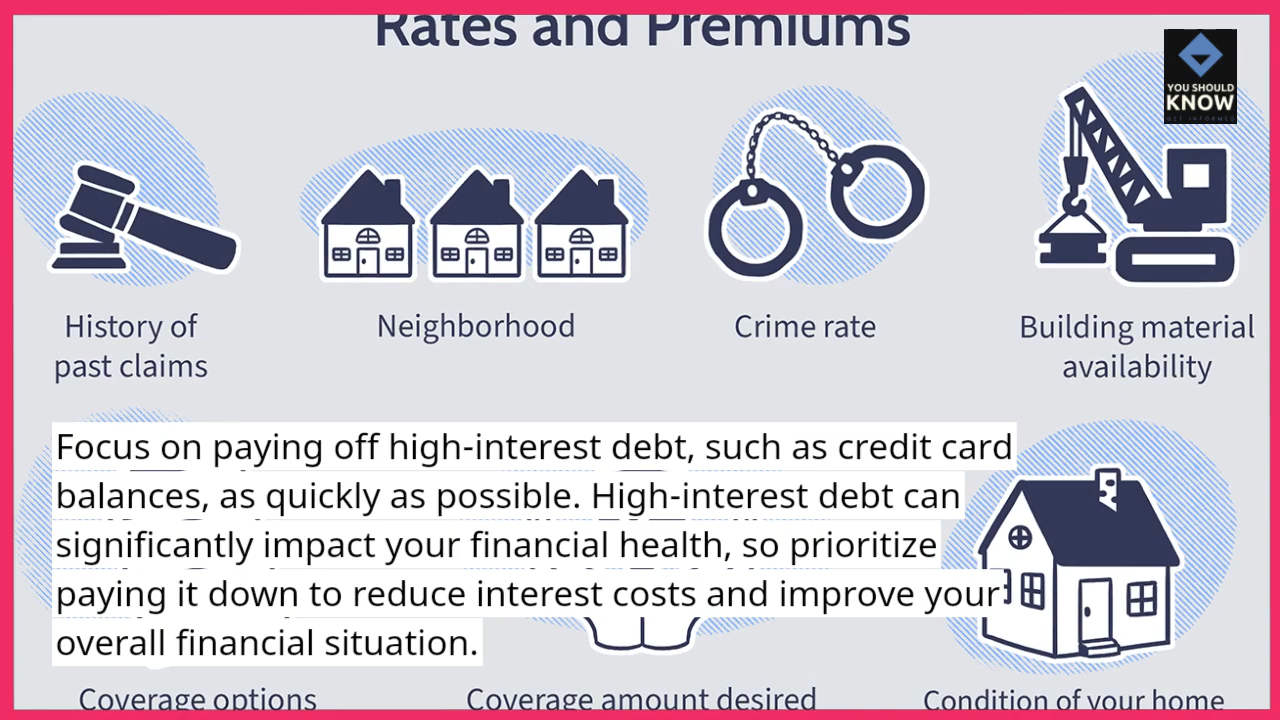 Rates and Premiums
YOU SHOULD
KNOW
GET INFORMED
History of
past claims
Neighborhood
Crime rate
Building material
availability
Focus on paying off high-interest debt, such as credit card
balances, as quickly as possible. High-interest debt can
significantly impact your financial health, so prioritize
paying it down to reduce interest costs and improve your
overall financial situation.
Coverage options
Coverage amount desired
Condition of your home